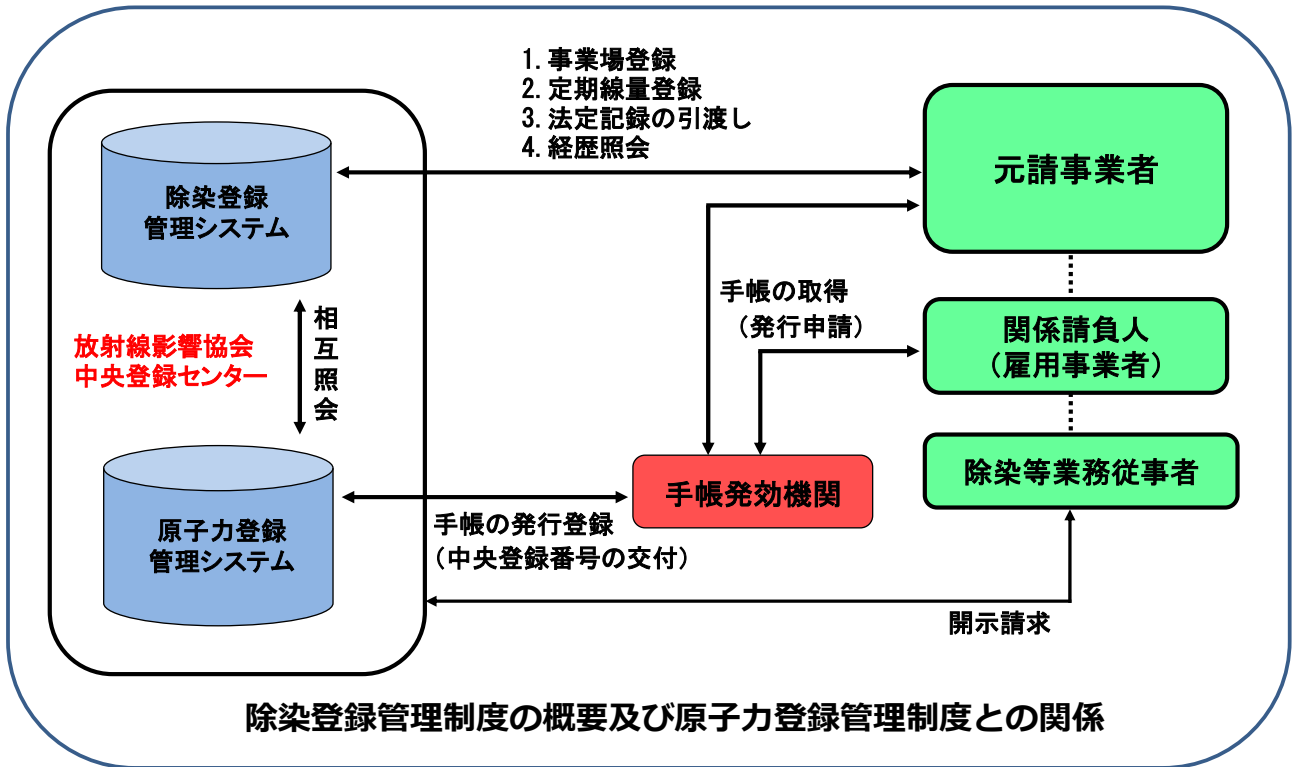 1. 事業場登録
2. 定期線量登録
3. 法定記録の引渡し
4. 経歴照会
元請事業者
除染登録
管理システム
手帳の取得
（発行申請）
関係請負人
（雇用事業者）
相互照会
放射線影響協会
中央登録センター
除染等業務従事者
手帳発効機関
原子力登録
管理システム
手帳の発行登録
（中央登録番号の交付）
開示請求
除染登録管理制度の概要及び原子力登録管理制度との関係